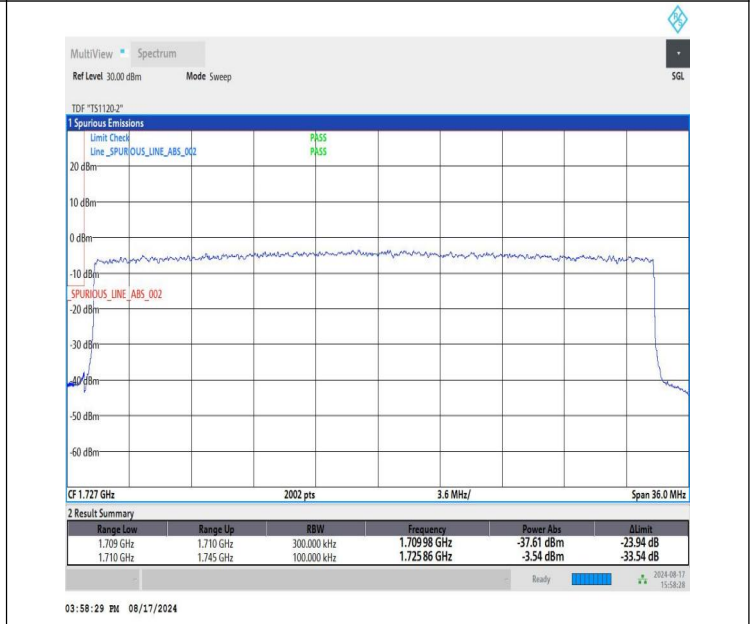 R&S
MultiView Spectrum
Ref Level 30.00 dBm Mode Sweep SGL
TDF "TS1120-2"
1 Spurious Emissions
Limit Check PASS
Line _SPURIOUS_LINE_ABS_002 PASS
20 dBm
10 dBm
0 dBm
-10 dBm
_SPURIOUS_LINE_ABS_002
-20 dBm
-30 dBm
-40 dBm
-50 dBm
-60 dBm
CF 1.727 GHz 2002 pts 3.6 MHz/ Span 36.0 MHz
2 Result Summary
Range Low Range Up RBW Frequency Power Abs ΔLimit
1.709 GHz 1.710 GHz 300.000 kHz 1.70998 GHz -37.61 dBm -23.94 dB
1.710 GHz 1.745 GHz 100.000 kHz 1.72586 GHz -3.54 dBm -33.54 dB
Ready 2024-08-17
15:58:28
03:58:29 PM 08/17/2024